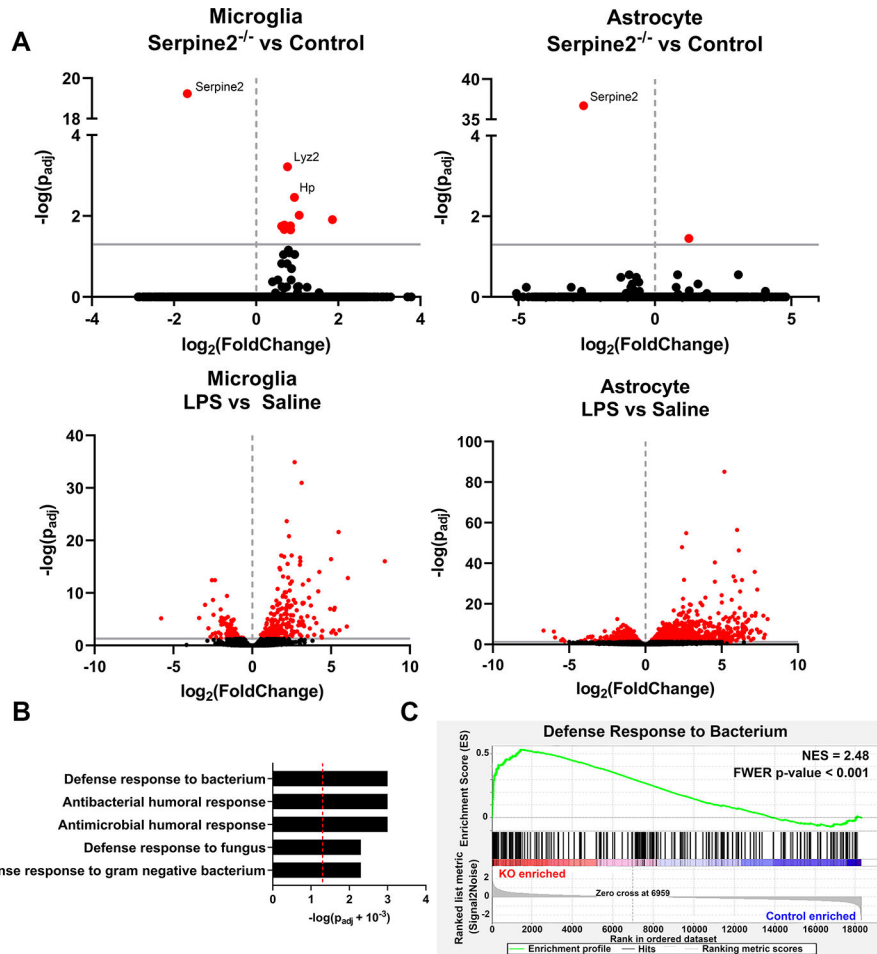 A
Microglia
Serpine2-/- vs Control
20
18
4
2
0
-log(padj)
Serpine2
Lyz2
Hp
-4
-2
0
2
4
log2(FoldChange)
Astrocyte
Serpine2-/- vs Control
40
35
4
2
0
-log(padj)
Serpine2
-5
0
5
log2(FoldChange)
Microglia
LPS vs Saline
40
30
20
10
0
-log(padj)
-10
-5
0
5
10
log2(FoldChange)
Astrocyte
LPS vs Saline
100
80
60
40
20
0
-log(padj)
-10
-5
0
5
10
log2(FoldChange)
B
Defense response to bacterium
Antibacterial humoral response
Antimicrobial humoral response
Defense response to fungus
nse response to gram negative bacterium
0
1
2
3
4
-log(padj + 10-3)
C
Defense Response to Bacterium
NES = 2.48
FWER p-value < 0.001
Enrichment Score (ES)
0.5
0
KO enriched
Ranked list metric
(Signal2Noise)
2
1
0
-2
Zero cross at 6959
Control enriched
0 2000 4000 6000 8000 10000 12000 14000 16000 18000
Rank in ordered dataset
Enrichment profile
Hits
Ranking metric scores